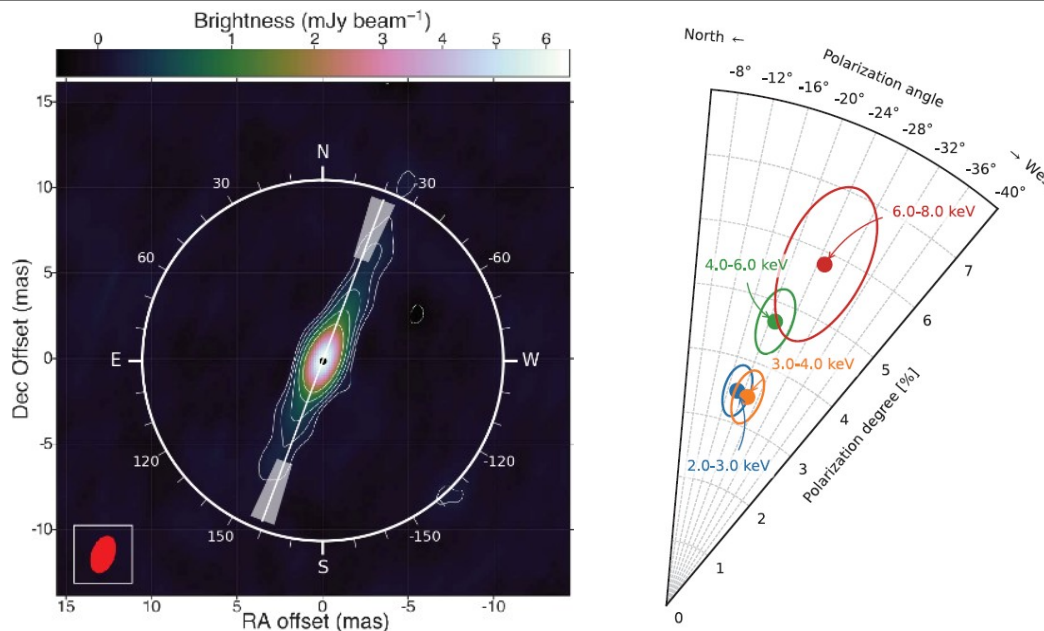 Brightness (mJy beam⁻¹)
0 1 2 3 4 5 6
15
10
5
0
-5
-10
Dec Offset (mas)
N
30
-30
60
-60
E
W
120
-120
150
-150
S
15 10 5 0 -5 -10
RA offset (mas)
North ←
Polarization angle
→ Wes
-8°
-12°
-16°
-20°
-24°
-28°
-32°
-36°
-40°
6.0-8.0 keV
4.0-6.0 keV
3.0-4.0 keV
2.0-3.0 keV
7
6
5
4
3
2
1
0
Polarization degree [%]